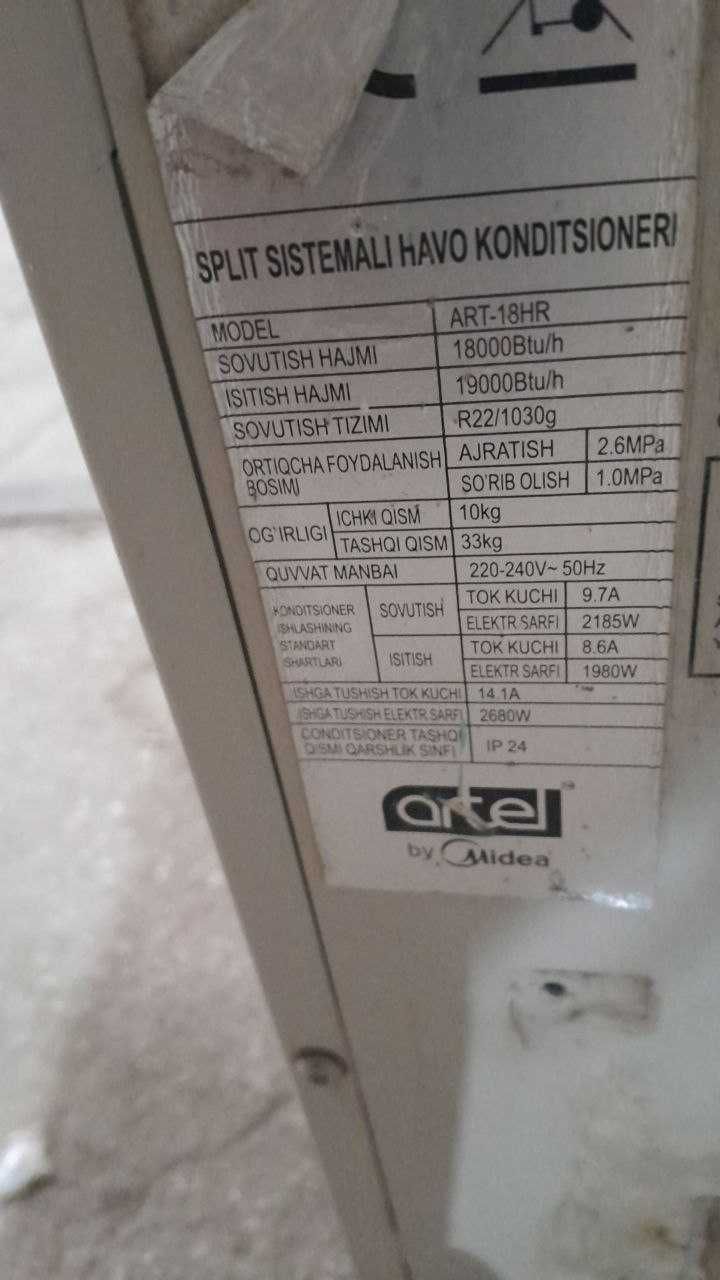 SPLIT SISTEMALI HAVO KONDITSIONERI
MODEL ART-18HR
SOVUTISH HAJMI 18000Btu/h
ISITISH HAJMI 19000Btu/h
SOVUTISH TIZIMI R22/1030g
ORTIQCHA FOYDALANISH BOSIMI AJRATISH 2.6MPa
SO'RIB OLISH 1.0MPa
OG'IRLIGI ICHKI QISM 10kg
TASHQI QISM 33kg
QUVVAT MANBAI 220-240V~ 50Hz
KONDITSIONER
ISHLASHINING
STANDART
SHARTLARI
SOVUTISH TOK KUCHI 9.7A
ELEKTR SARFI 2185W
ISITISH TOK KUCHI 8.6A
ELEKTR SARFI 1980W
ISHGA TUSHISH TOK KUCHI 14.1A
ISHGA TUSHISH ELEKTR SARFI 2680W
CONDITSIONER TASHQI
QISMI QARSHLIK SINFI IP 24
artel
by Midea